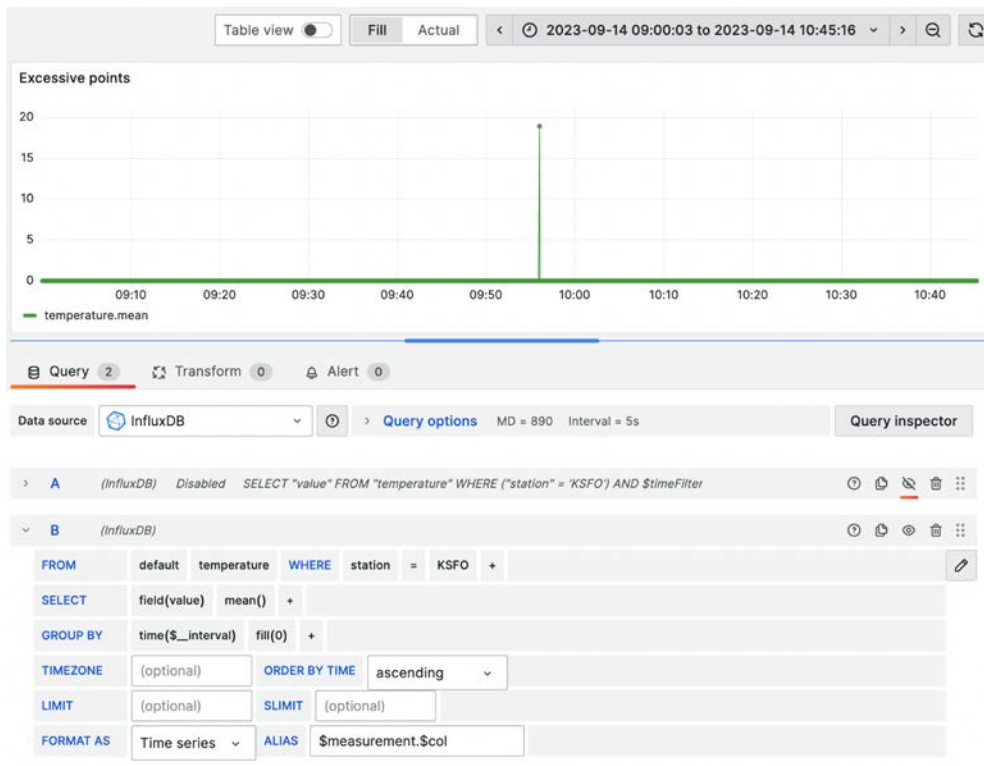 Table view Fill Actual 2023-09-14 09:00:03 to 2023-09-14 10:45:16
Excessive points
20
15
10
5
0
09:10 09:20 09:30 09:40 09:50 10:00 10:10 10:20 10:30 10:40
temperature.mean
Query 2 Transform 0 Alert 0
Data source InfluxDB > Query options MD = 890 Interval = 5s Query inspector
A (InfluxDB) Disabled SELECT "value" FROM "temperature" WHERE ("station" = 'KSFO') AND $timeFilter
B (InfluxDB)
FROM default temperature WHERE station = KSFO +
SELECT field(value) mean() +
GROUP BY time($__interval) fill(0) +
TIMEZONE (optional) ORDER BY TIME ascending
LIMIT (optional) SLIMIT (optional)
FORMAT AS Time series ALIAS $measurement.$col